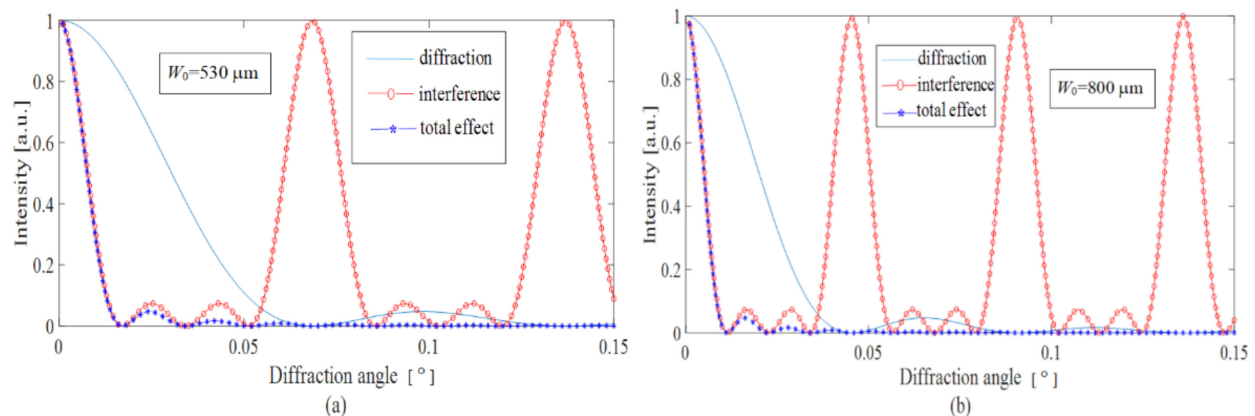 1
0.8
0.6
0.4
0.2
0
Intensity [a.u.]
W₀=530 μm
diffraction
interference
total effect
0
0.05
0.1
0.15
Diffraction angle [°]
(a)
1
0.8
0.6
0.4
0.2
0
Intensity [a.u.]
diffraction
interference
total effect
W₀=800 μm
0
0.05
0.1
0.15
Diffraction angle [°]
(b)